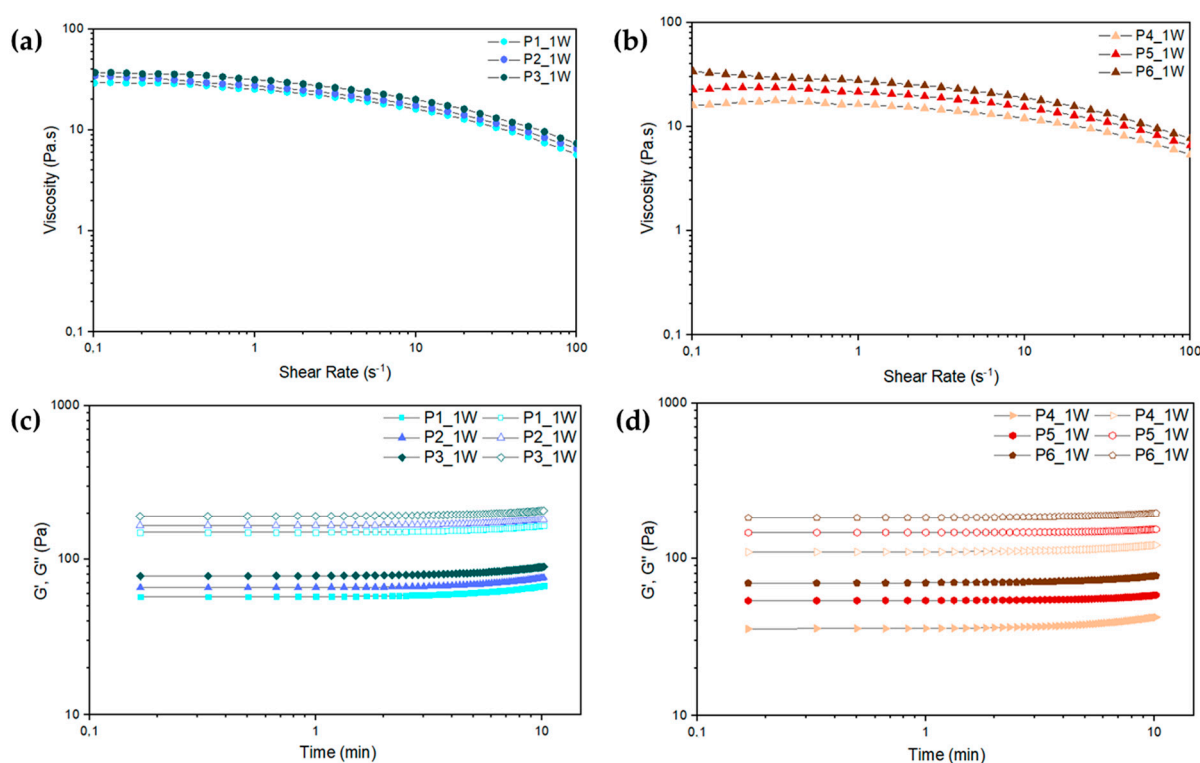 (a)
100
10
1
0,1
Viscosity (Pa.s)
P1_1W
P2_1W
P3_1W
0,1 1 10 100
Shear Rate (s⁻¹)
(b)
100
10
1
0,1
Viscosity (Pa.s)
P4_1W
P5_1W
P6_1W
0,1 1 10 100
Shear Rate (s⁻¹)
(c)
1000
100
10
G', G" (Pa)
P1_1W P1_1W
P2_1W P2_1W
P3_1W P3_1W
0,1 1 10
Time (min)
(d)
1000
100
10
G', G" (Pa)
P4_1W P4_1W
P5_1W P5_1W
P6_1W P6_1W
0,1 1 10
Time (min)